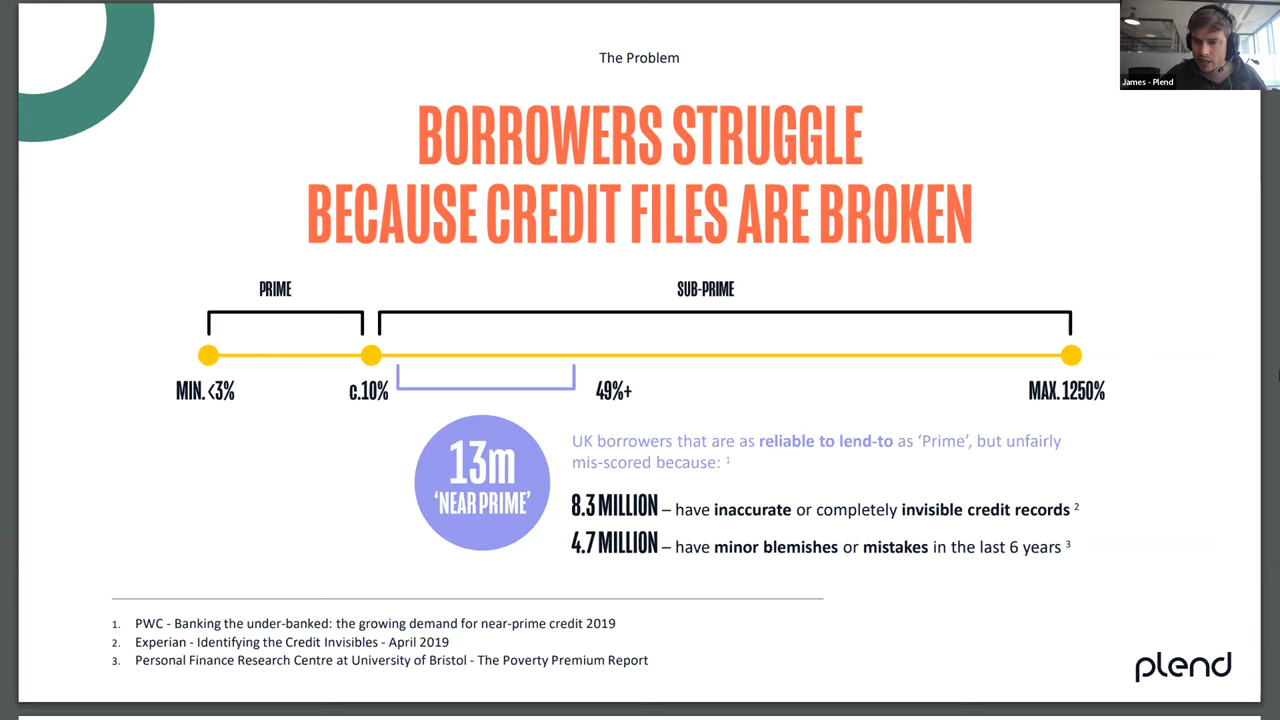 The Problem
James - Plend
BORROWERS STRUGGLE
BECAUSE CREDIT FILES ARE BROKEN
PRIME
SUB-PRIME
MIN. <3%
c.10%
49%+
MAX. 1250%
13m
'NEAR PRIME'
UK borrowers that are as reliable to lend-to as 'Prime', but unfairly
mis-scored because: 1
8.3 MILLION – have inaccurate or completely invisible credit records 2
4.7 MILLION – have minor blemishes or mistakes in the last 6 years 3
1. PWC - Banking the under-banked: the growing demand for near-prime credit 2019
2. Experian - Identifying the Credit Invisibles - April 2019
3. Personal Finance Research Centre at University of Bristol - The Poverty Premium Report
plend